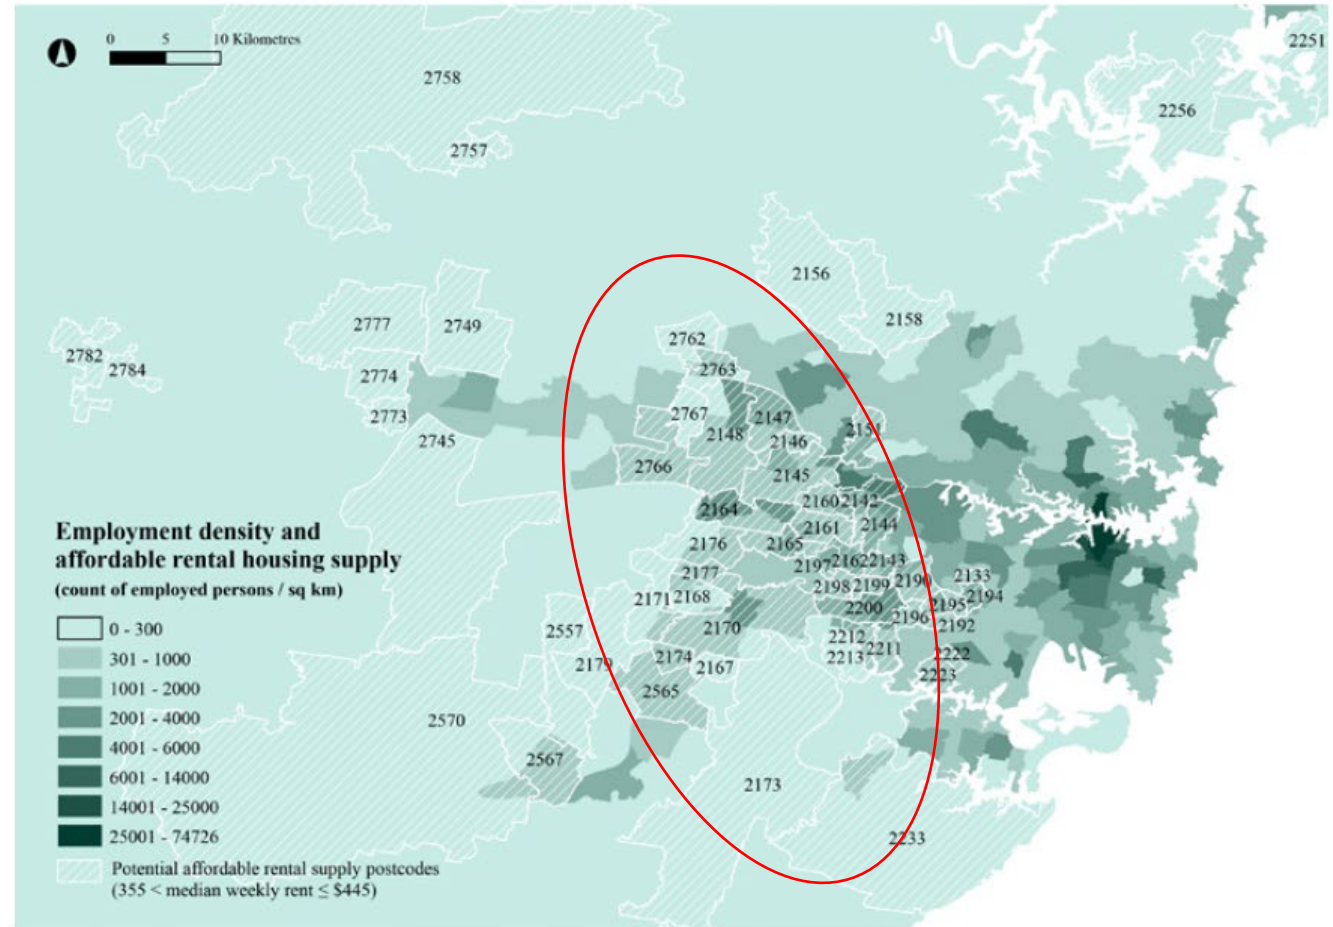 0 5 10 Kilometres
2251
2758
2256
2757
2156
2777 2749 2158
2762
2782 2784
2763
2774
2773 2767 2147
2745 2148 2146 2151
2766 2145
2164 2160 2142
2161 2144
2176 2165
2177 2197 2162 2143
2171 2168 2198 2199 2190 2133
2200 2195 2194
2170 2196 2192
2557 2212 2211
2179 2174 2167 2213 2222
2565 2223
2570
2567
2173
2233
Employment density and
affordable rental housing supply
(count of employed persons / sq km)
0 - 300
301 - 1000
1001 - 2000
2001 - 4000
4001 - 6000
6001 - 14000
14001 - 25000
25001 - 74726
Potential affordable rental supply postcodes
(355 < median weekly rent ≤ $445)